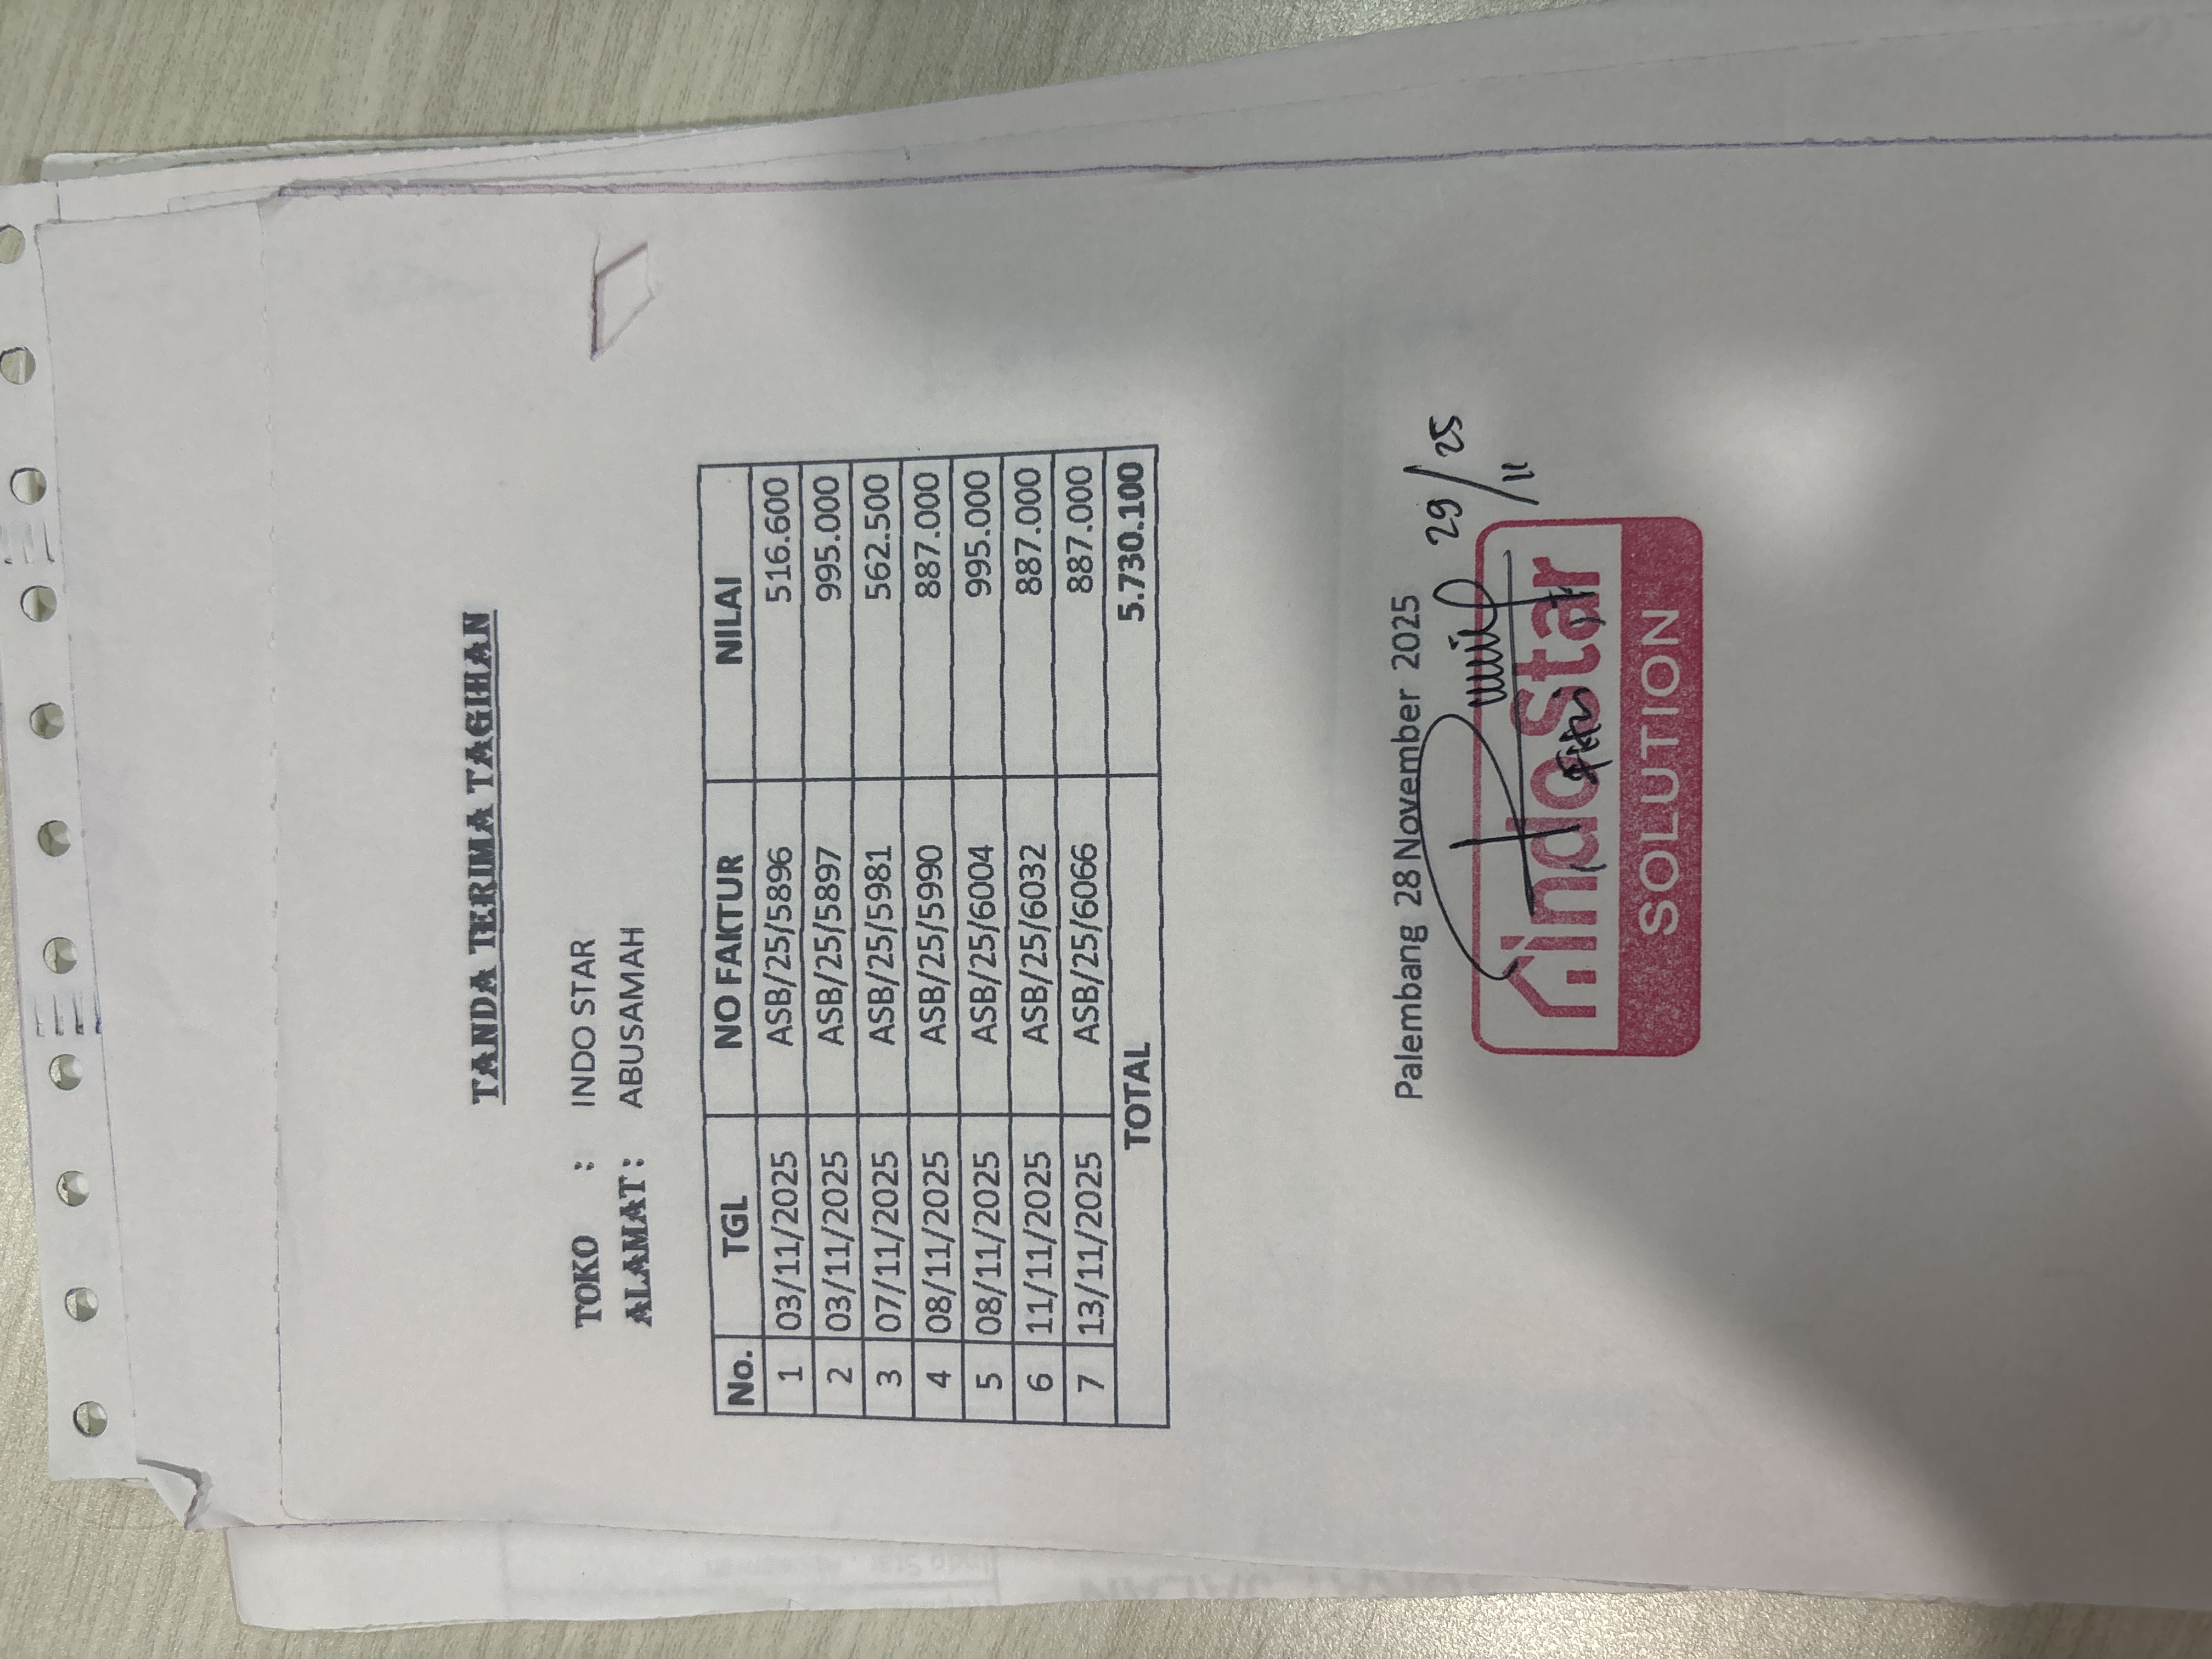 TANDA TERIMA TAGIHAN
TOKO : INDO STAR
ALAMAT : ABUSAMAH
No. TGL NO FAKTUR NILAI
1 03/11/2025 ASB/25/5896 516.600
2 03/11/2025 ASB/25/5897 995.000
3 07/11/2025 ASB/25/5981 562.500
4 08/11/2025 ASB/25/5990 887.000
5 08/11/2025 ASB/25/6004 995.000
6 11/11/2025 ASB/25/6032 887.000
7 13/11/2025 ASB/25/6066 887.000
TOTAL 5.730.100
Palembang 28 November 2025
29/11 25
indoStar
SOLUTION